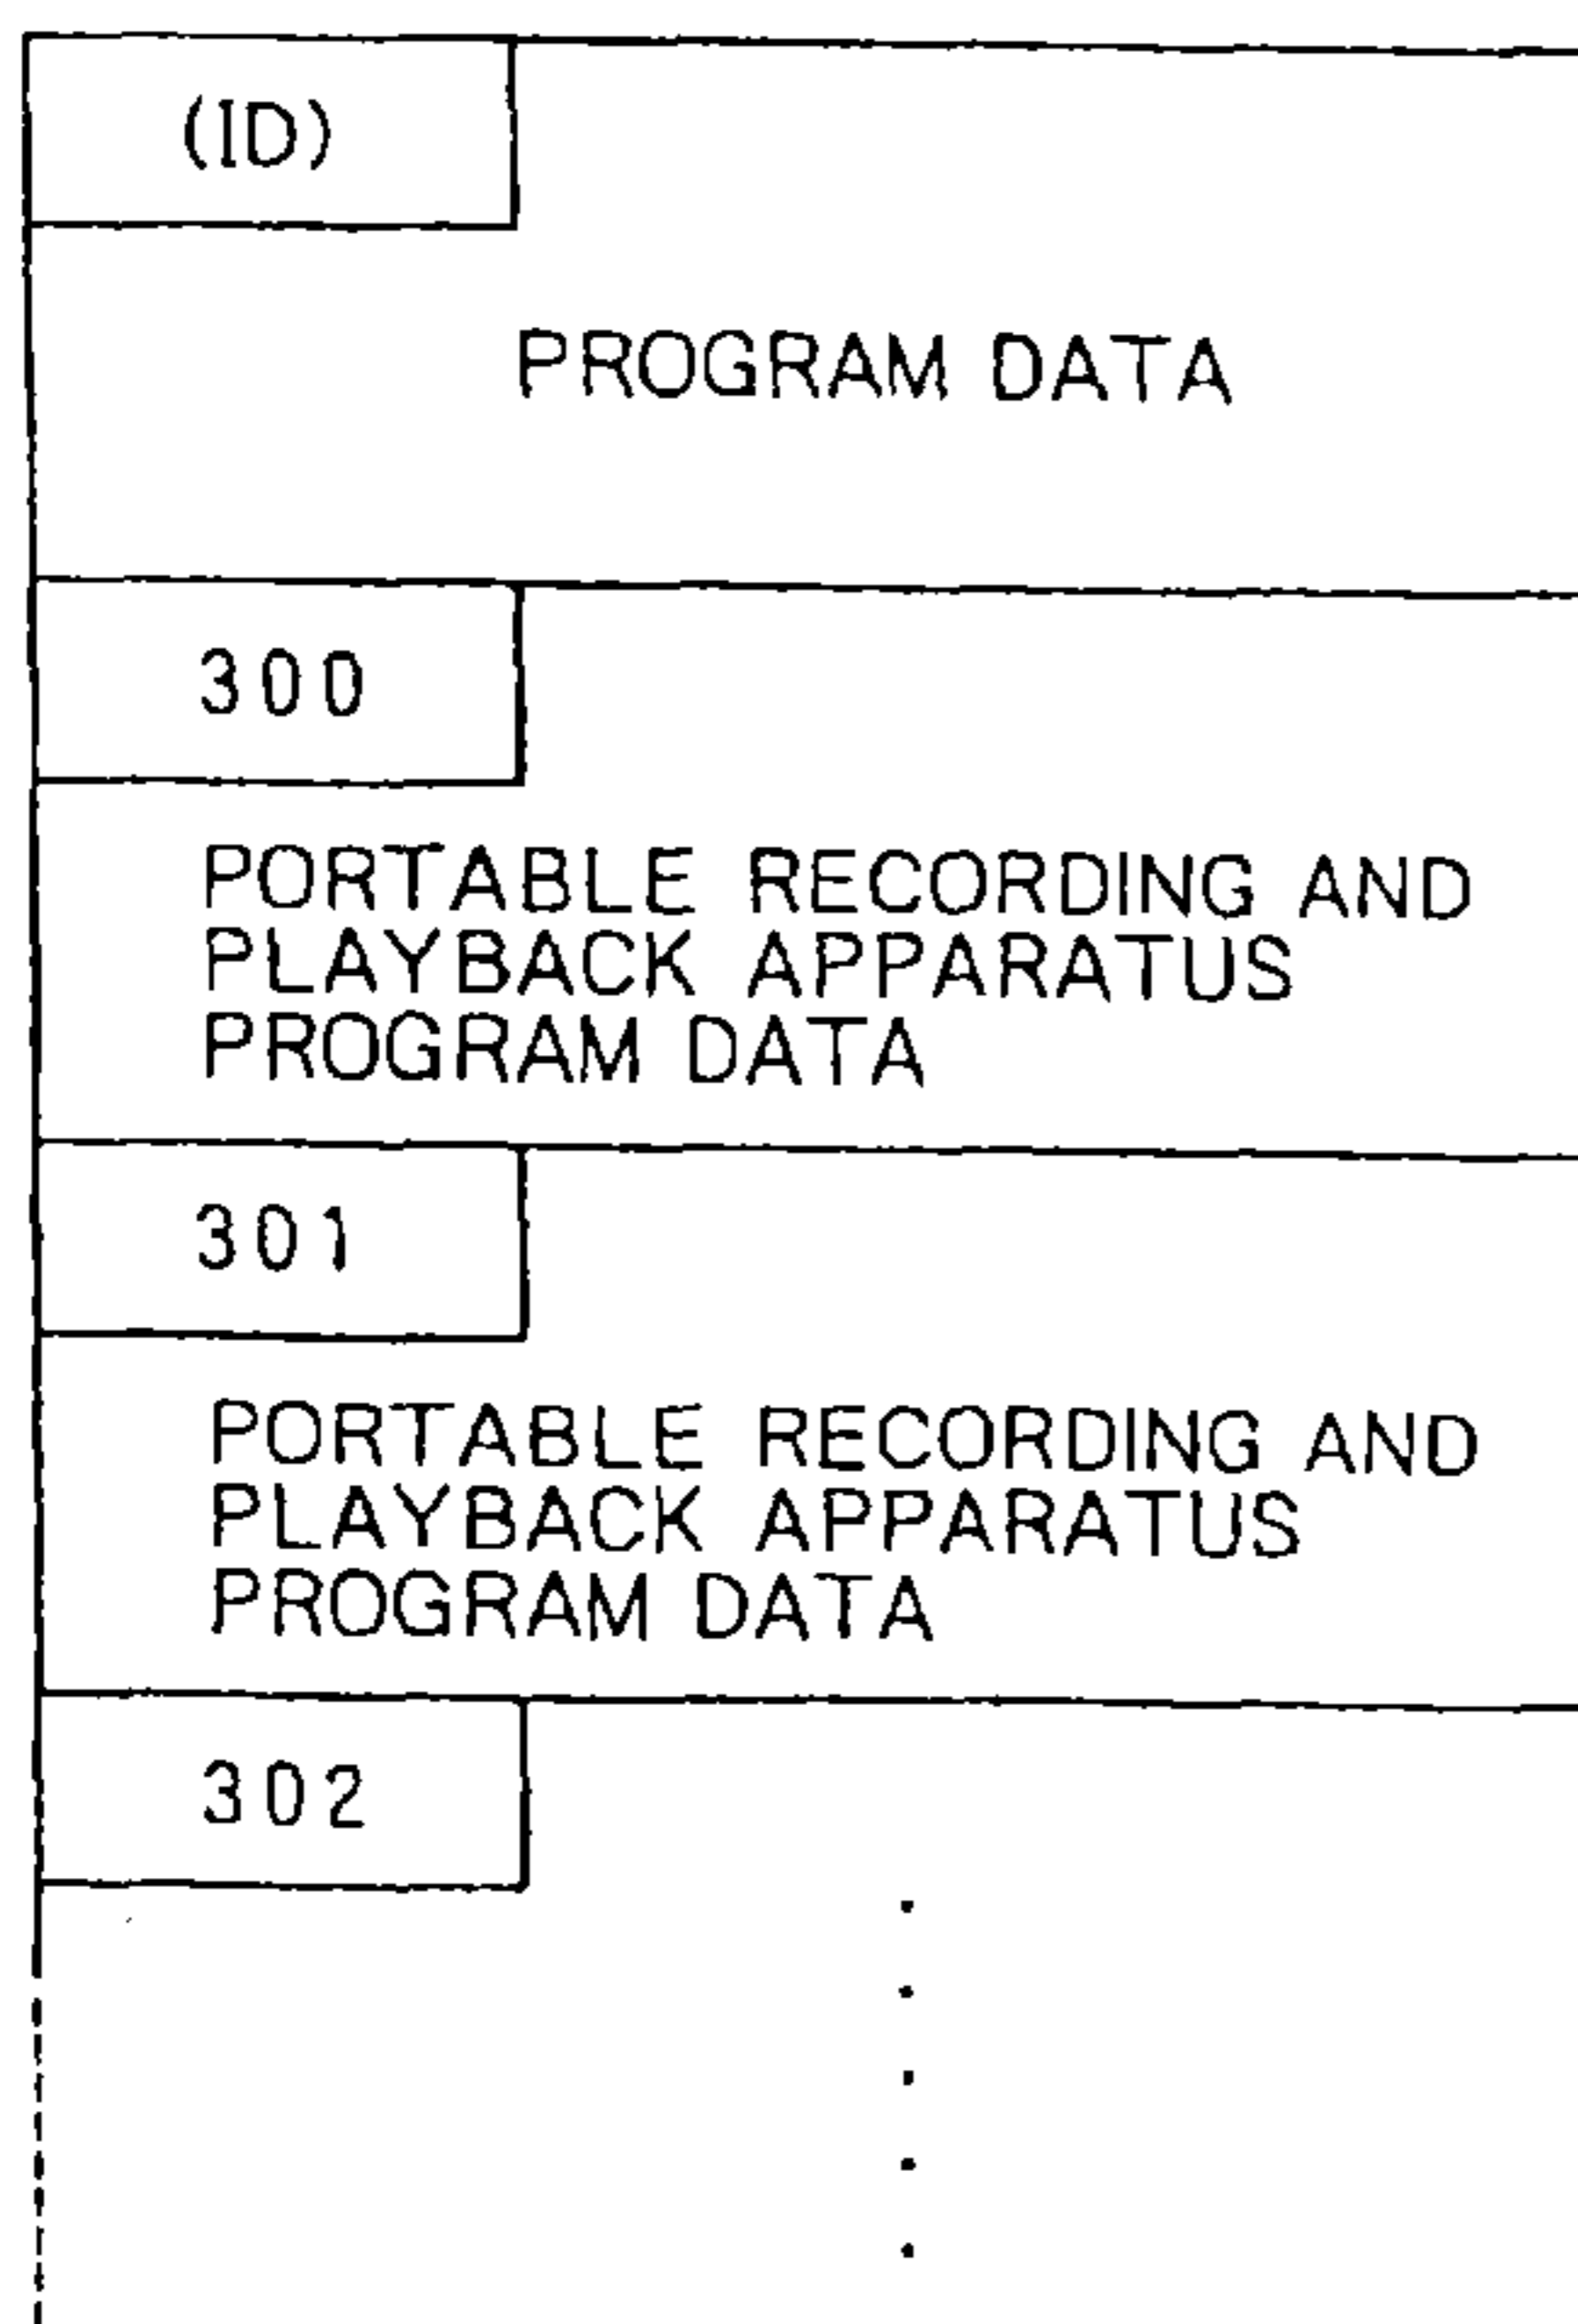 (ID)
PROGRAM DATA
300
PORTABLE RECORDING AND
PLAYBACK APPARATUS
PROGRAM DATA
301
PORTABLE RECORDING AND
PLAYBACK APPARATUS
PROGRAM DATA
302